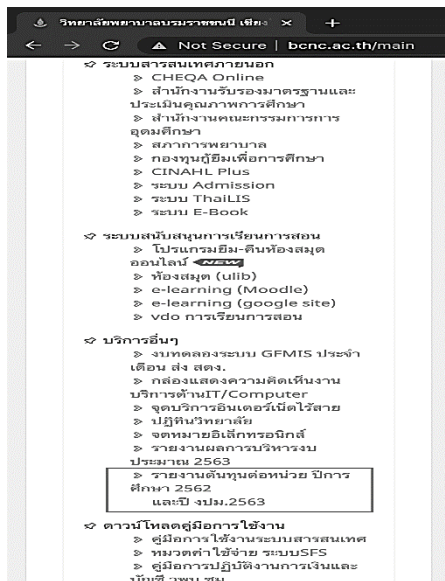 วิทยาลัยพยาบาลบรมราชชนนี เชียง
Not Secure | bcnc.ac.th/main
ระบบสารสนเทศภายนอก
» CHEQA Online
» สำนักงานรับรองมาตรฐานและ
ประเมินคุณภาพการศึกษา
» สำนักงานคณะกรรมการการ
อุดมศึกษา
» สภาการพยาบาล
» กองทุนกู้ยืมเพื่อการศึกษา
» CINAHL Plus
» ระบบ Admission
» ระบบ ThaiLIS
» ระบบ E-Book
ระบบสนับสนุนการเรียนการสอน
» โปรแกรมยืม-คืนห้องสมุด
ออนไลน์ NEW
» ห้องสมุด (ulib)
» e-learning (Moodle)
» e-learning (google site)
» vdo การเรียนการสอน
บริการอื่นๆ
» งบทดลองระบบ GFMIS ประจำ
เดือน ส่ง สตง.
» กล่องแสดงความคิดเห็นงาน
บริการด้านIT/Computer
» จุดบริการอินเตอร์เน็ตไร้สาย
» ปฏิทินวิทยาลัย
» จดหมายอิเล็กทรอนิกส์
» รายงานผลการบริหารงบ
ประมาณ 2563
» รายงานต้นทุนต่อหน่วย ปีการ
ศึกษา 2562
และปี งปม.2563
ดาวน์โหลดคู่มือการใช้งาน
» คู่มือการใช้งานระบบสารสนเทศ
» หมวดค่าใช้จ่าย ระบบSFS
» คู่มือการปฏิบัติงานการเงินและ
บัญชี วพบ.ชม